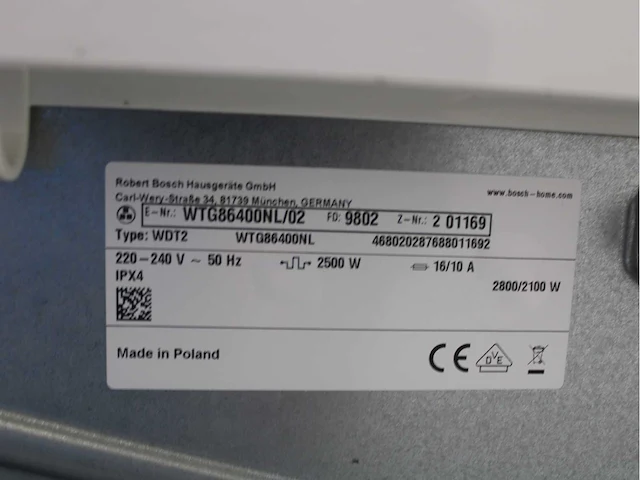 Robert Bosch Hausgeräte GmbH
www.bosch-home.com
Carl-Wery-Straße 34, 81739 München, GERMANY
E-Nr.: WTG86400NL/02 FD: 9802 Z-Nr.: 2 01169
Type: WDT2 WTG86400NL 468020287688011692
220-240 V ~ 50 Hz 2500 W 16/10 A
IPX4
2800/2100 W
Made in Poland
CE DVE